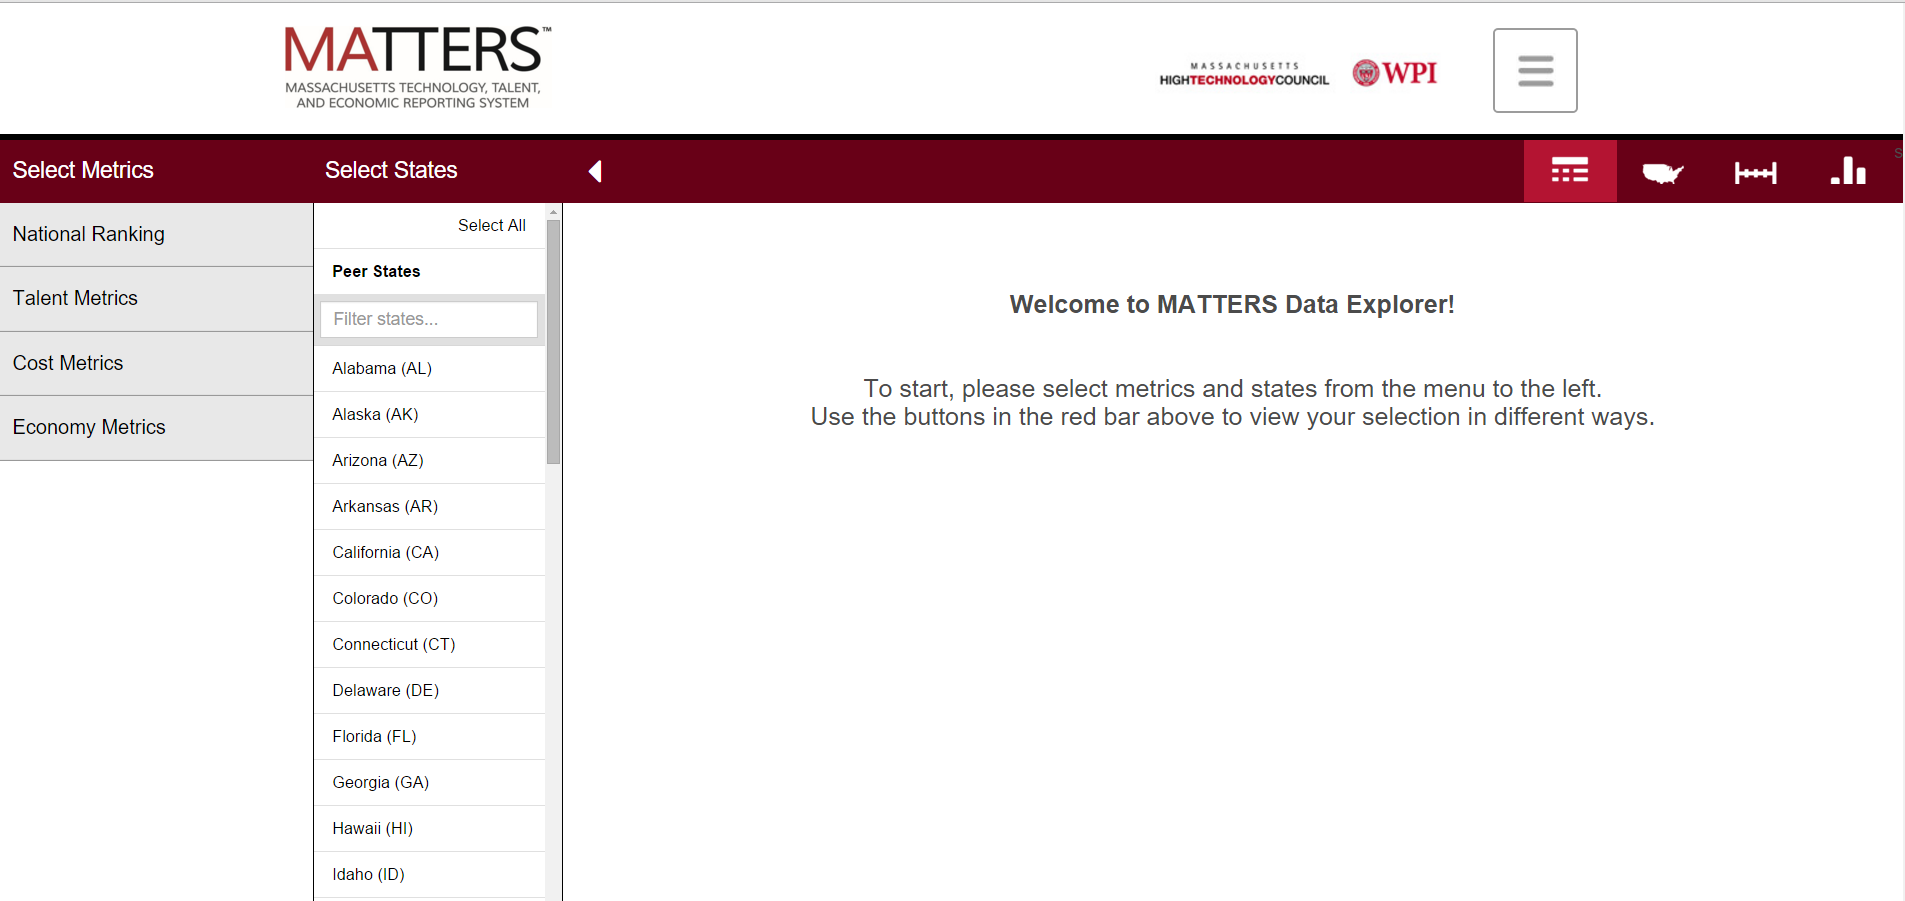 MATTERS™
MASSACHUSETTS TECHNOLOGY, TALENT,
AND ECONOMIC REPORTING SYSTEM
MASSACHUSETTS
HIGHTECHNOLOGYCOUNCIL
WPI
Select Metrics
Select States
S
National Ranking
Talent Metrics
Cost Metrics
Economy Metrics
Select All
Peer States
Filter states...
Alabama (AL)
Alaska (AK)
Arizona (AZ)
Arkansas (AR)
California (CA)
Colorado (CO)
Connecticut (CT)
Delaware (DE)
Florida (FL)
Georgia (GA)
Hawaii (HI)
Idaho (ID)
Welcome to MATTERS Data Explorer!
To start, please select metrics and states from the menu to the left.
Use the buttons in the red bar above to view your selection in different ways.